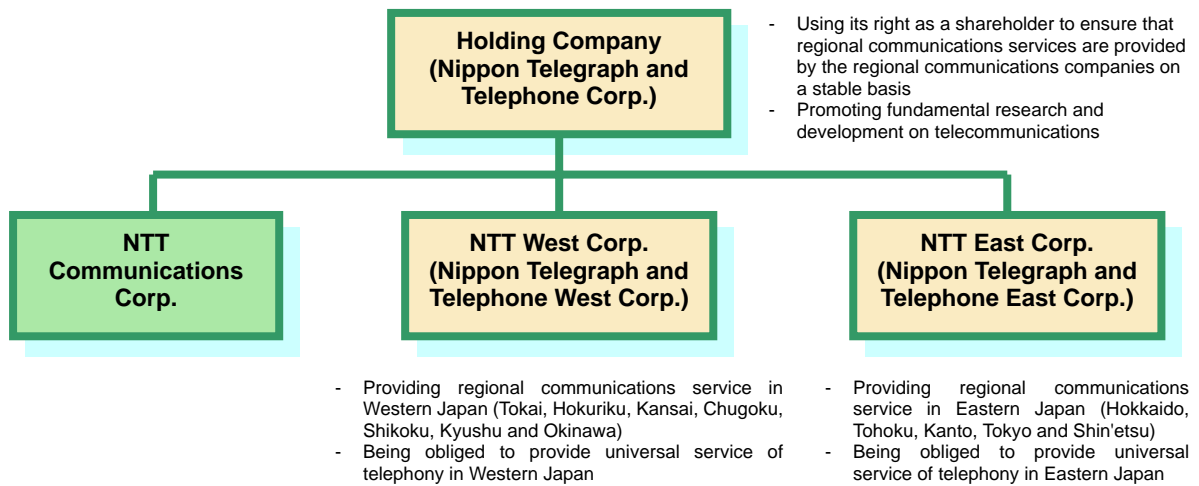 Holding Company
(Nippon Telegraph and
Telephone Corp.)
- Using its right as a shareholder to ensure that
regional communications services are provided
by the regional communications companies on
a stable basis
- Promoting fundamental research and
development on telecommunications
NTT
Communications
Corp.
NTT West Corp.
(Nippon Telegraph and
Telephone West Corp.)
NTT East Corp.
(Nippon Telegraph and
Telephone East Corp.)
- Providing regional communications service in
Western Japan (Tokai, Hokuriku, Kansai, Chugoku,
Shikoku, Kyushu and Okinawa)
- Being obliged to provide universal service of
telephony in Western Japan
- Providing regional communications
service in Eastern Japan (Hokkaido,
Tohoku, Kanto, Tokyo and Shin'etsu)
- Being obliged to provide universal
service of telephony in Eastern Japan